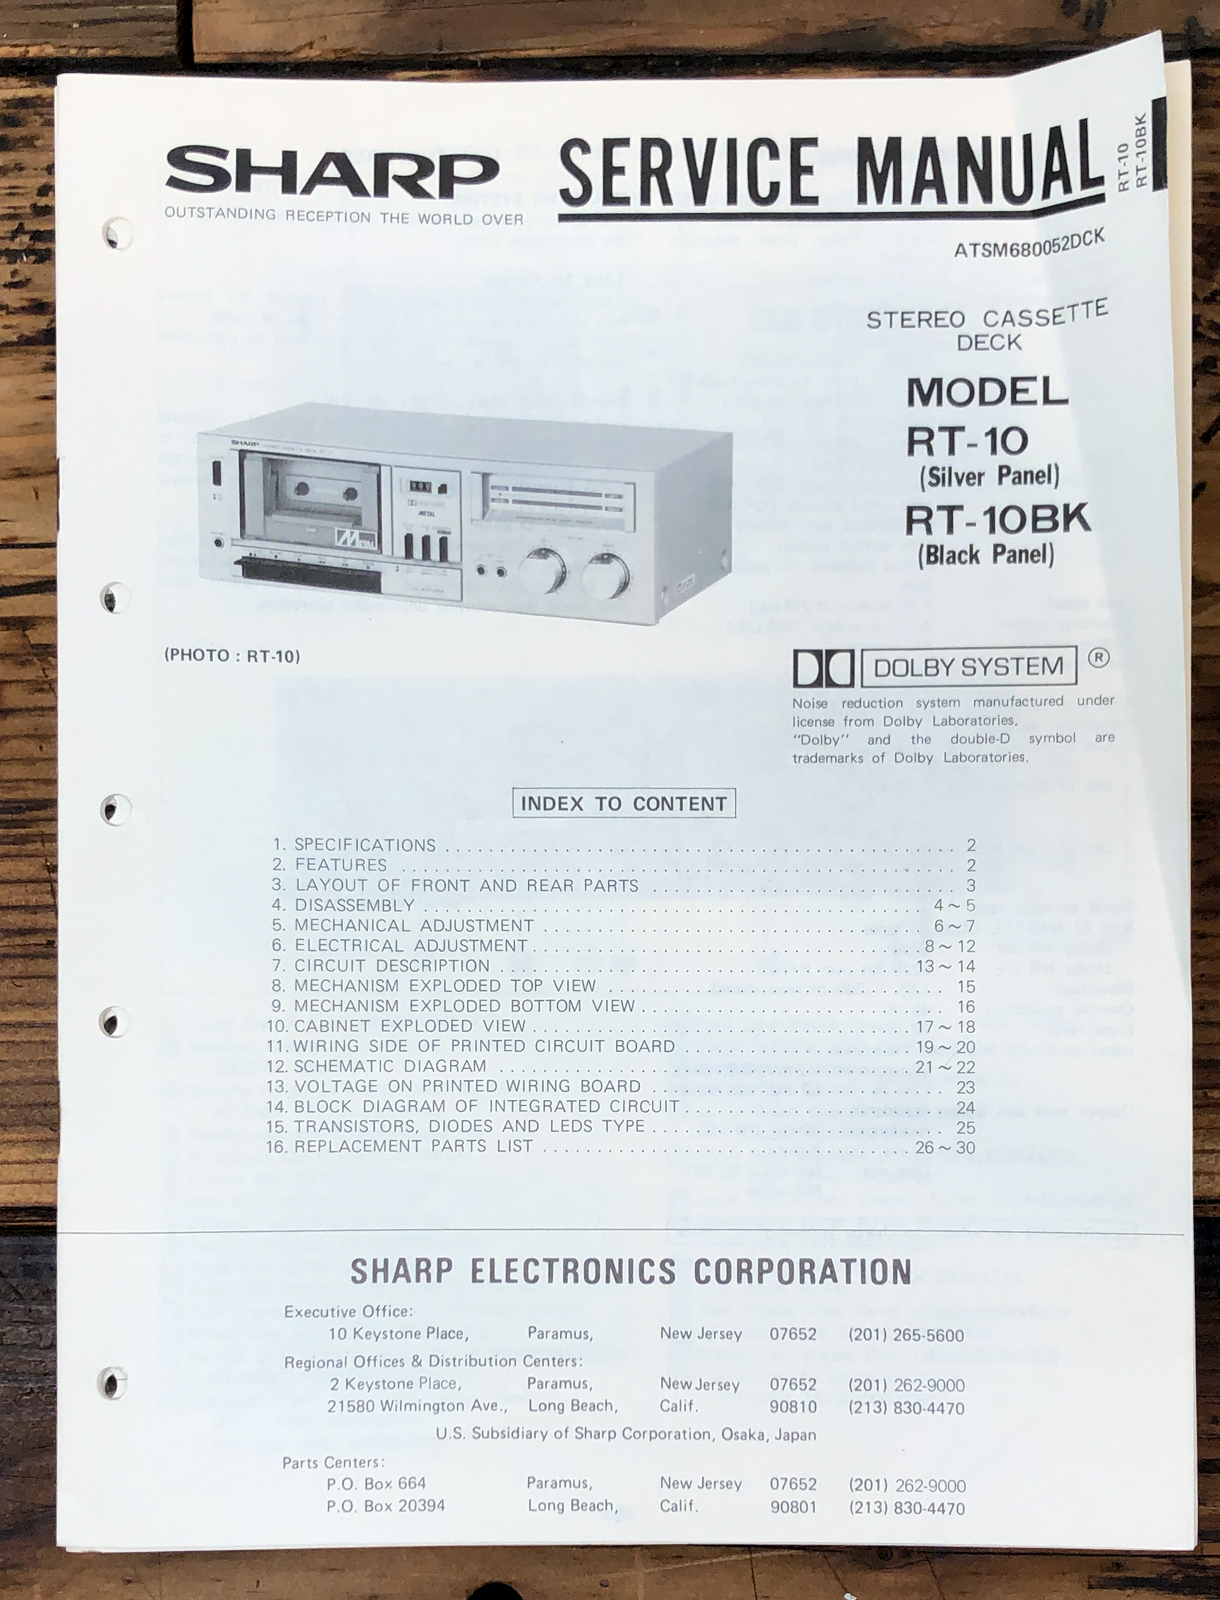 SHARP
OUTSTANDING RECEPTION THE WORLD OVER
SERVICE MANUAL
RT-10
RT-10BK
ATSM680052DCK
STEREO CASSETTE
DECK
MODEL
RT-10
(Silver Panel)
RT-10BK
(Black Panel)
SHARP
METAL
METAL
(PHOTO : RT-10)
DOLBY SYSTEM ®
Noise reduction system manufactured under
license from Dolby Laboratories.
"Dolby" and the double-D symbol are
trademarks of Dolby Laboratories.
INDEX TO CONTENT
1. SPECIFICATIONS . . . . . . . . . . 2
2. FEATURES . . . . . . . . . . 2
3. LAYOUT OF FRONT AND REAR PARTS . . . . . . . . . . 3
4. DISASSEMBLY . . . . . . . . . . 4~5
5. MECHANICAL ADJUSTMENT . . . . . . . . . . 6~7
6. ELECTRICAL ADJUSTMENT . . . . . . . . . . 8~12
7. CIRCUIT DESCRIPTION . . . . . . . . . . 13~14
8. MECHANISM EXPLODED TOP VIEW . . . . . . . . . . 15
9. MECHANISM EXPLODED BOTTOM VIEW . . . . . . . . . . 16
10. CABINET EXPLODED VIEW . . . . . . . . . . 17~18
11. WIRING SIDE OF PRINTED CIRCUIT BOARD . . . . . . . . . . 19~20
12. SCHEMATIC DIAGRAM . . . . . . . . . . 21~22
13. VOLTAGE ON PRINTED WIRING BOARD . . . . . . . . . . 23
14. BLOCK DIAGRAM OF INTEGRATED CIRCUIT . . . . . . . . . . 24
15. TRANSISTORS, DIODES AND LEDS TYPE . . . . . . . . . . 25
16. REPLACEMENT PARTS LIST . . . . . . . . . . 26~30
SHARP ELECTRONICS CORPORATION
Executive Office:
10 Keystone Place, Paramus, New Jersey 07652 (201) 265-5600
Regional Offices & Distribution Centers:
2 Keystone Place, Paramus, New Jersey 07652 (201) 262-9000
21580 Wilmington Ave., Long Beach, Calif. 90810 (213) 830-4470
U.S. Subsidiary of Sharp Corporation, Osaka, Japan
Parts Centers:
P.O. Box 664 Paramus, New Jersey 07652 (201) 262-9000
P.O. Box 20394 Long Beach, Calif. 90801 (213) 830-4470